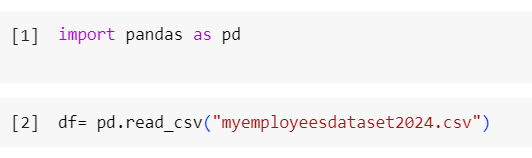 [1] import pandas as pd
[2] df= pd.read_csv("myemployeesdataset2024.csv")